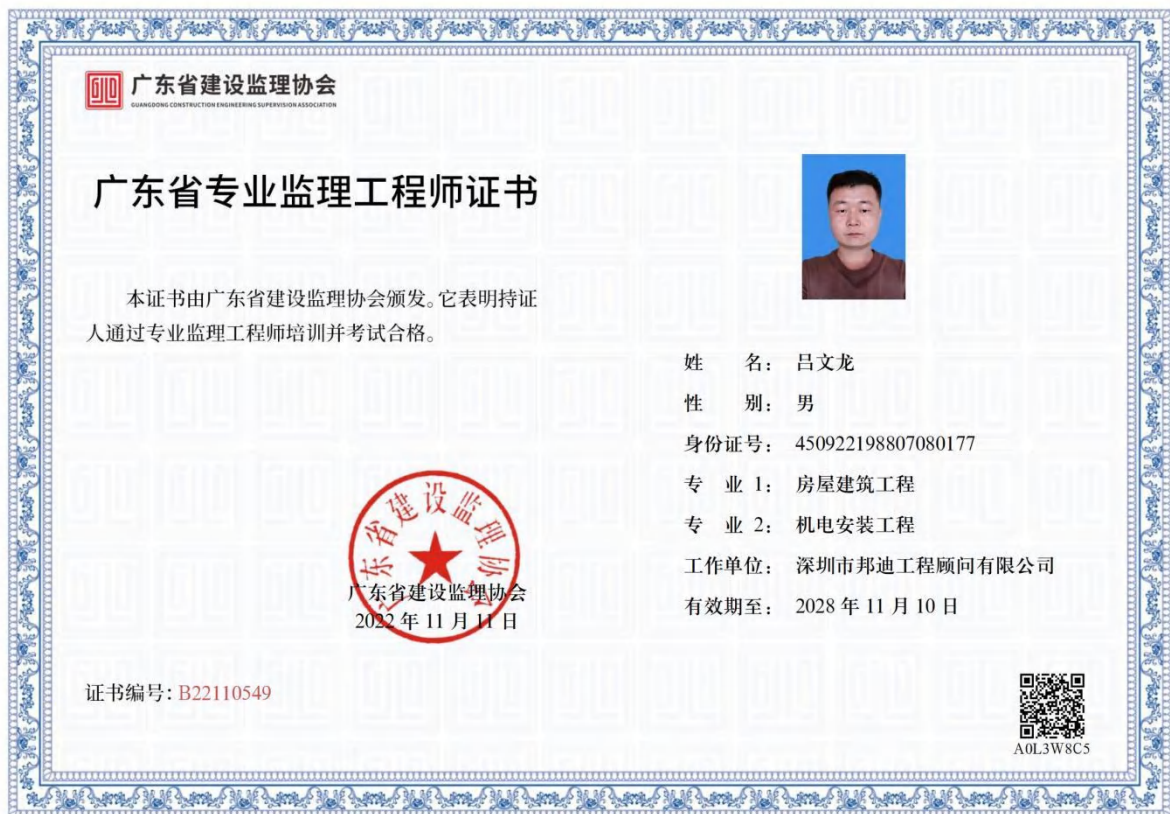 广东省建设监理协会
GUANGDONG CONSTRUCTION ENGINEERING SUPERVISION ASSOCIATION
广东省专业监理工程师证书
本证书由广东省建设监理协会颁发。它表明持证
人通过专业监理工程师培训并考试合格。
姓 名： 吕文龙
性 别： 男
身份证号： 450922198807080177
专 业 1： 房屋建筑工程
专 业 2： 机电安装工程
工作单位： 深圳市邦迪工程顾问有限公司
有效期至： 2028 年 11 月 10 日
广东省建设监理协会
广东省建设监理协会
2022 年 11 月 11 日
证书编号：B22110549
A0L3W8C5